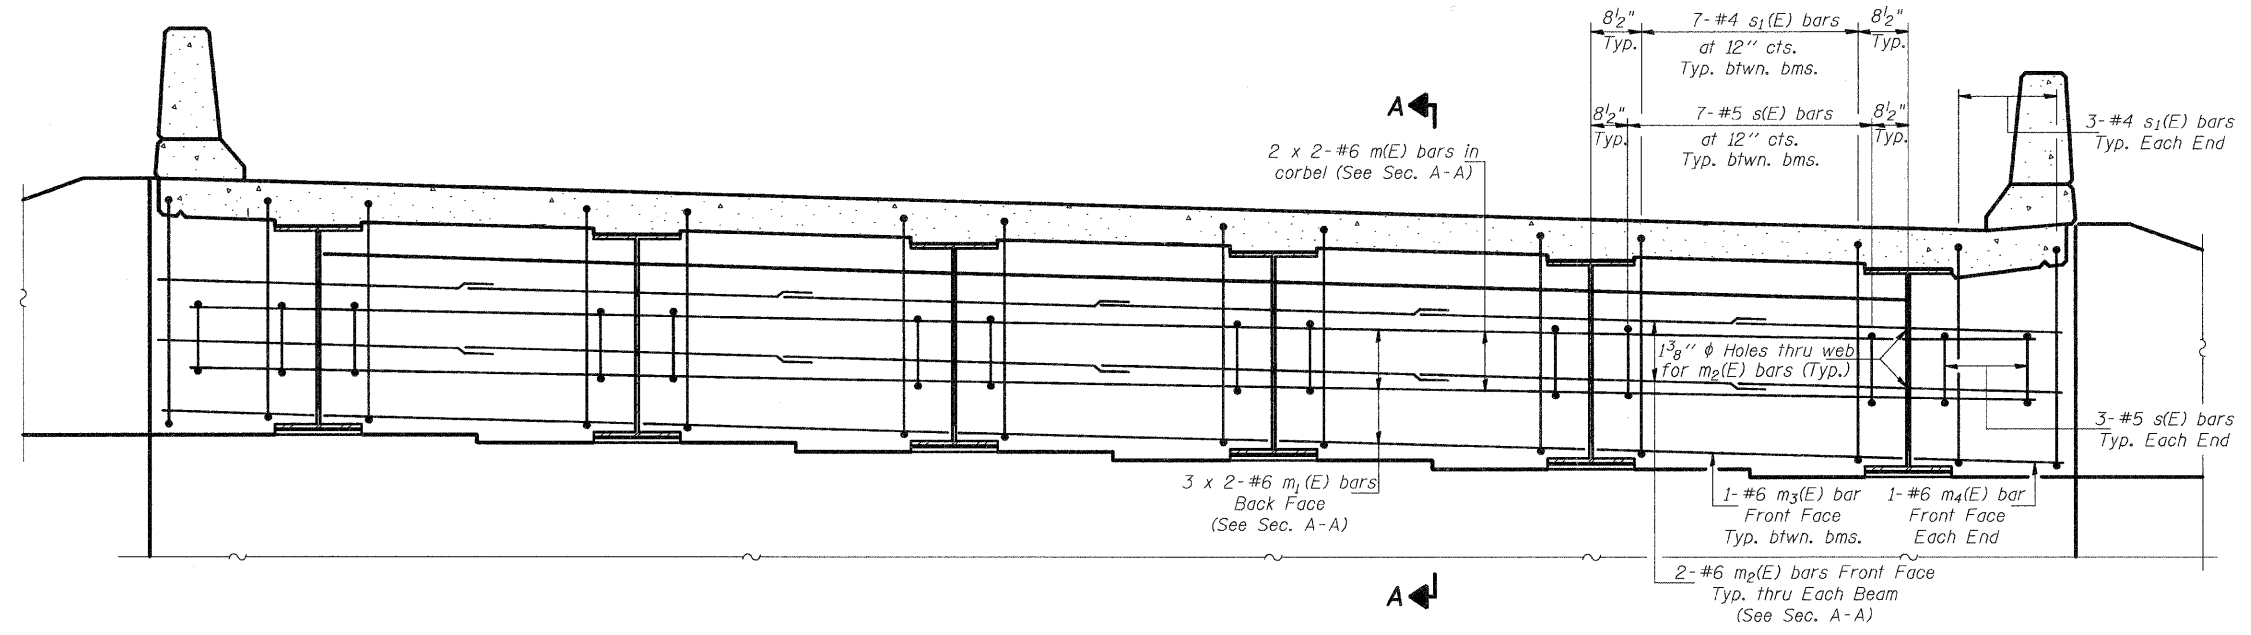 8½"
Typ.
7-#4 s₁(E) bars
at 12" cts.
Typ. btwn. bms.
8½"
Typ.
8½"
Typ.
7-#5 s(E) bars
at 12" cts.
Typ. btwn. bms.
8½"
Typ.
3-#4 s₁(E) bars
Typ. Each End
A
2 x 2-#6 m(E) bars in
corbel (See Sec. A-A)
1⅜" ϕ Holes thru web
for m₂(E) bars (Typ.)
3-#5 s(E) bars
Typ. Each End
3 x 2-#6 m₁(E) bars
Back Face
(See Sec. A-A)
1-#6 m₃(E) bar
Front Face
Typ. btwn. bms.
1-#6 m₄(E) bar
Front Face
Each End
2-#6 m₂(E) bars Front Face
Typ. thru Each Beam
(See Sec. A-A)
A